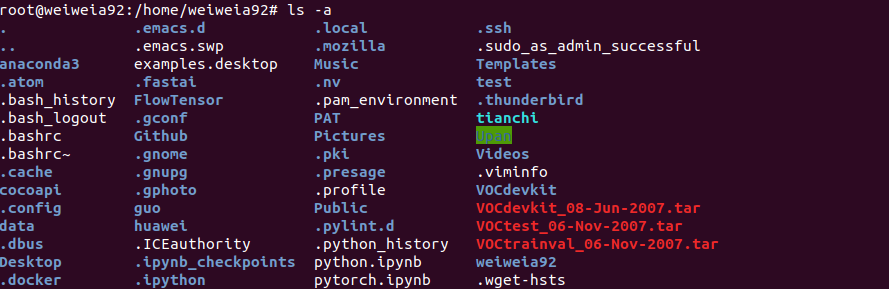 root@weiweia92:/home/weiweia92# ls -a
. .emacs.d .local .ssh
.. .emacs.swp .mozilla .sudo_as_admin_successful
anaconda3 examples.desktop Music Templates
.atom .fastai .nv test
.bash_history FlowTensor .pam_environment .thunderbird
.bash_logout .gconf PAT tianchi
.bashrc Github Pictures Upan
.bashrc~ .gnome .pki Videos
.cache .gnupg .presage .viminfo
cocoapi .gphoto .profile VOCdevkit
.config guo Public VOCdevkit_08-Jun-2007.tar
data huawei .pylint.d VOCtest_06-Nov-2007.tar
.dbus .ICEauthority .python_history VOCtrainval_06-Nov-2007.tar
Desktop .ipynb_checkpoints python.ipynb weiweia92
.docker .ipython pytorch.ipynb .wget-hsts